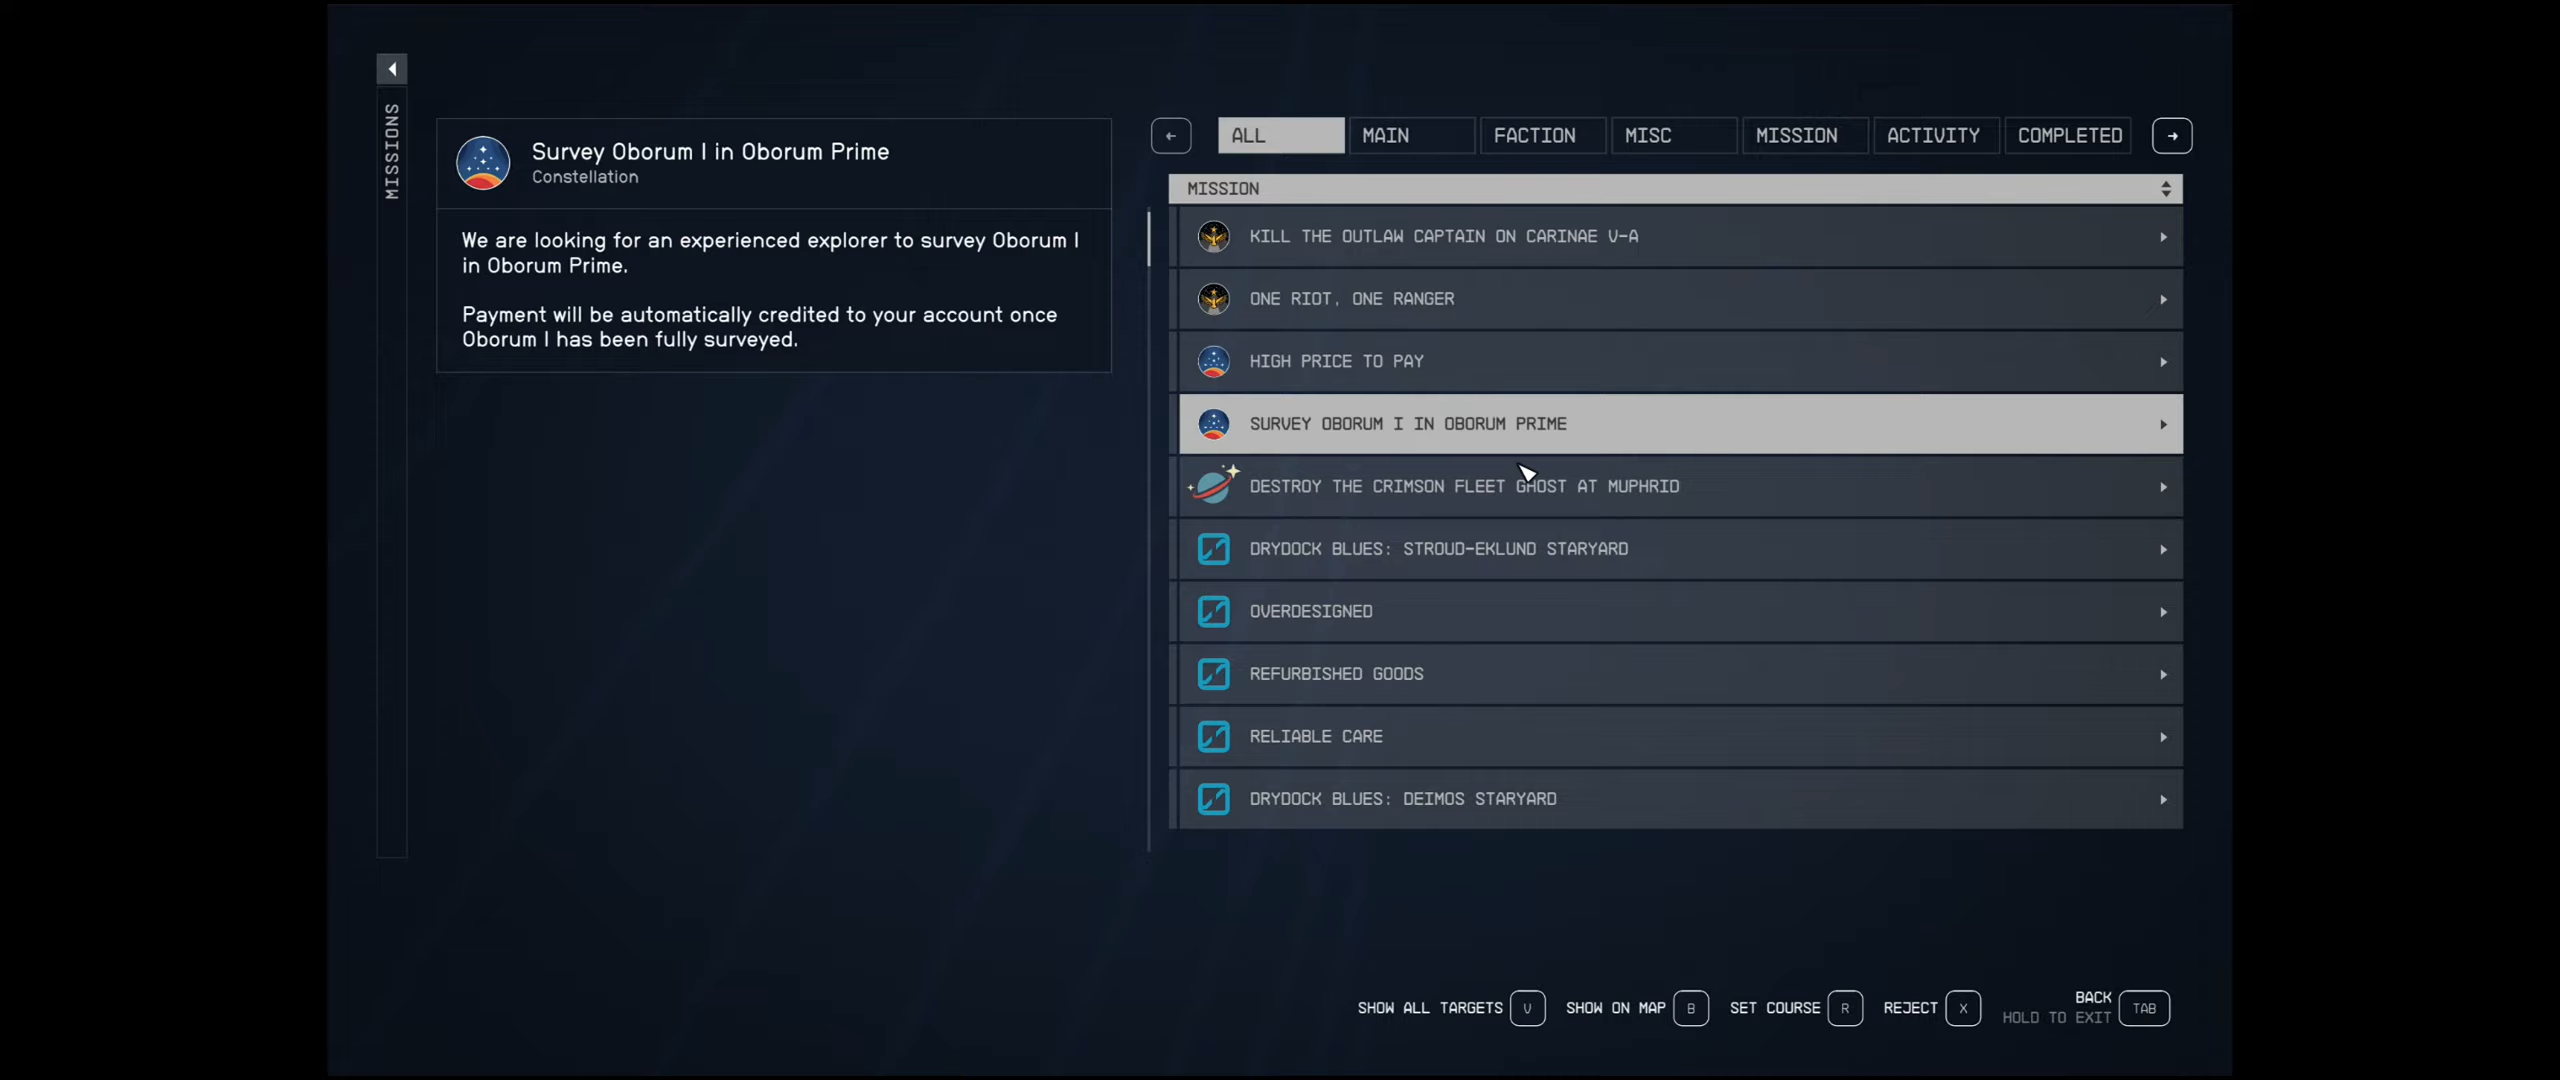 MISSIONS
Survey Oborum I in Oborum Prime
Constellation
We are looking for an experienced explorer to survey Oborum I
in Oborum Prime.
Payment will be automatically credited to your account once
Oborum I has been fully surveyed.
ALL MAIN FACTION MISC MISSION ACTIVITY COMPLETED
MISSION
KILL THE OUTLAW CAPTAIN ON CARINAE V-A
ONE RIOT, ONE RANGER
HIGH PRICE TO PAY
SURVEY OBORUM I IN OBORUM PRIME
DESTROY THE CRIMSON FLEET GHOST AT MUPHRID
DRYDOCK BLUES: STROUD-EKLUND STARYARD
OVERDESIGNED
REFURBISHED GOODS
RELIABLE CARE
DRYDOCK BLUES: DEIMOS STARYARD
SHOW ALL TARGETS V SHOW ON MAP B SET COURSE R REJECT X BACK TAB
HOLD TO EXIT